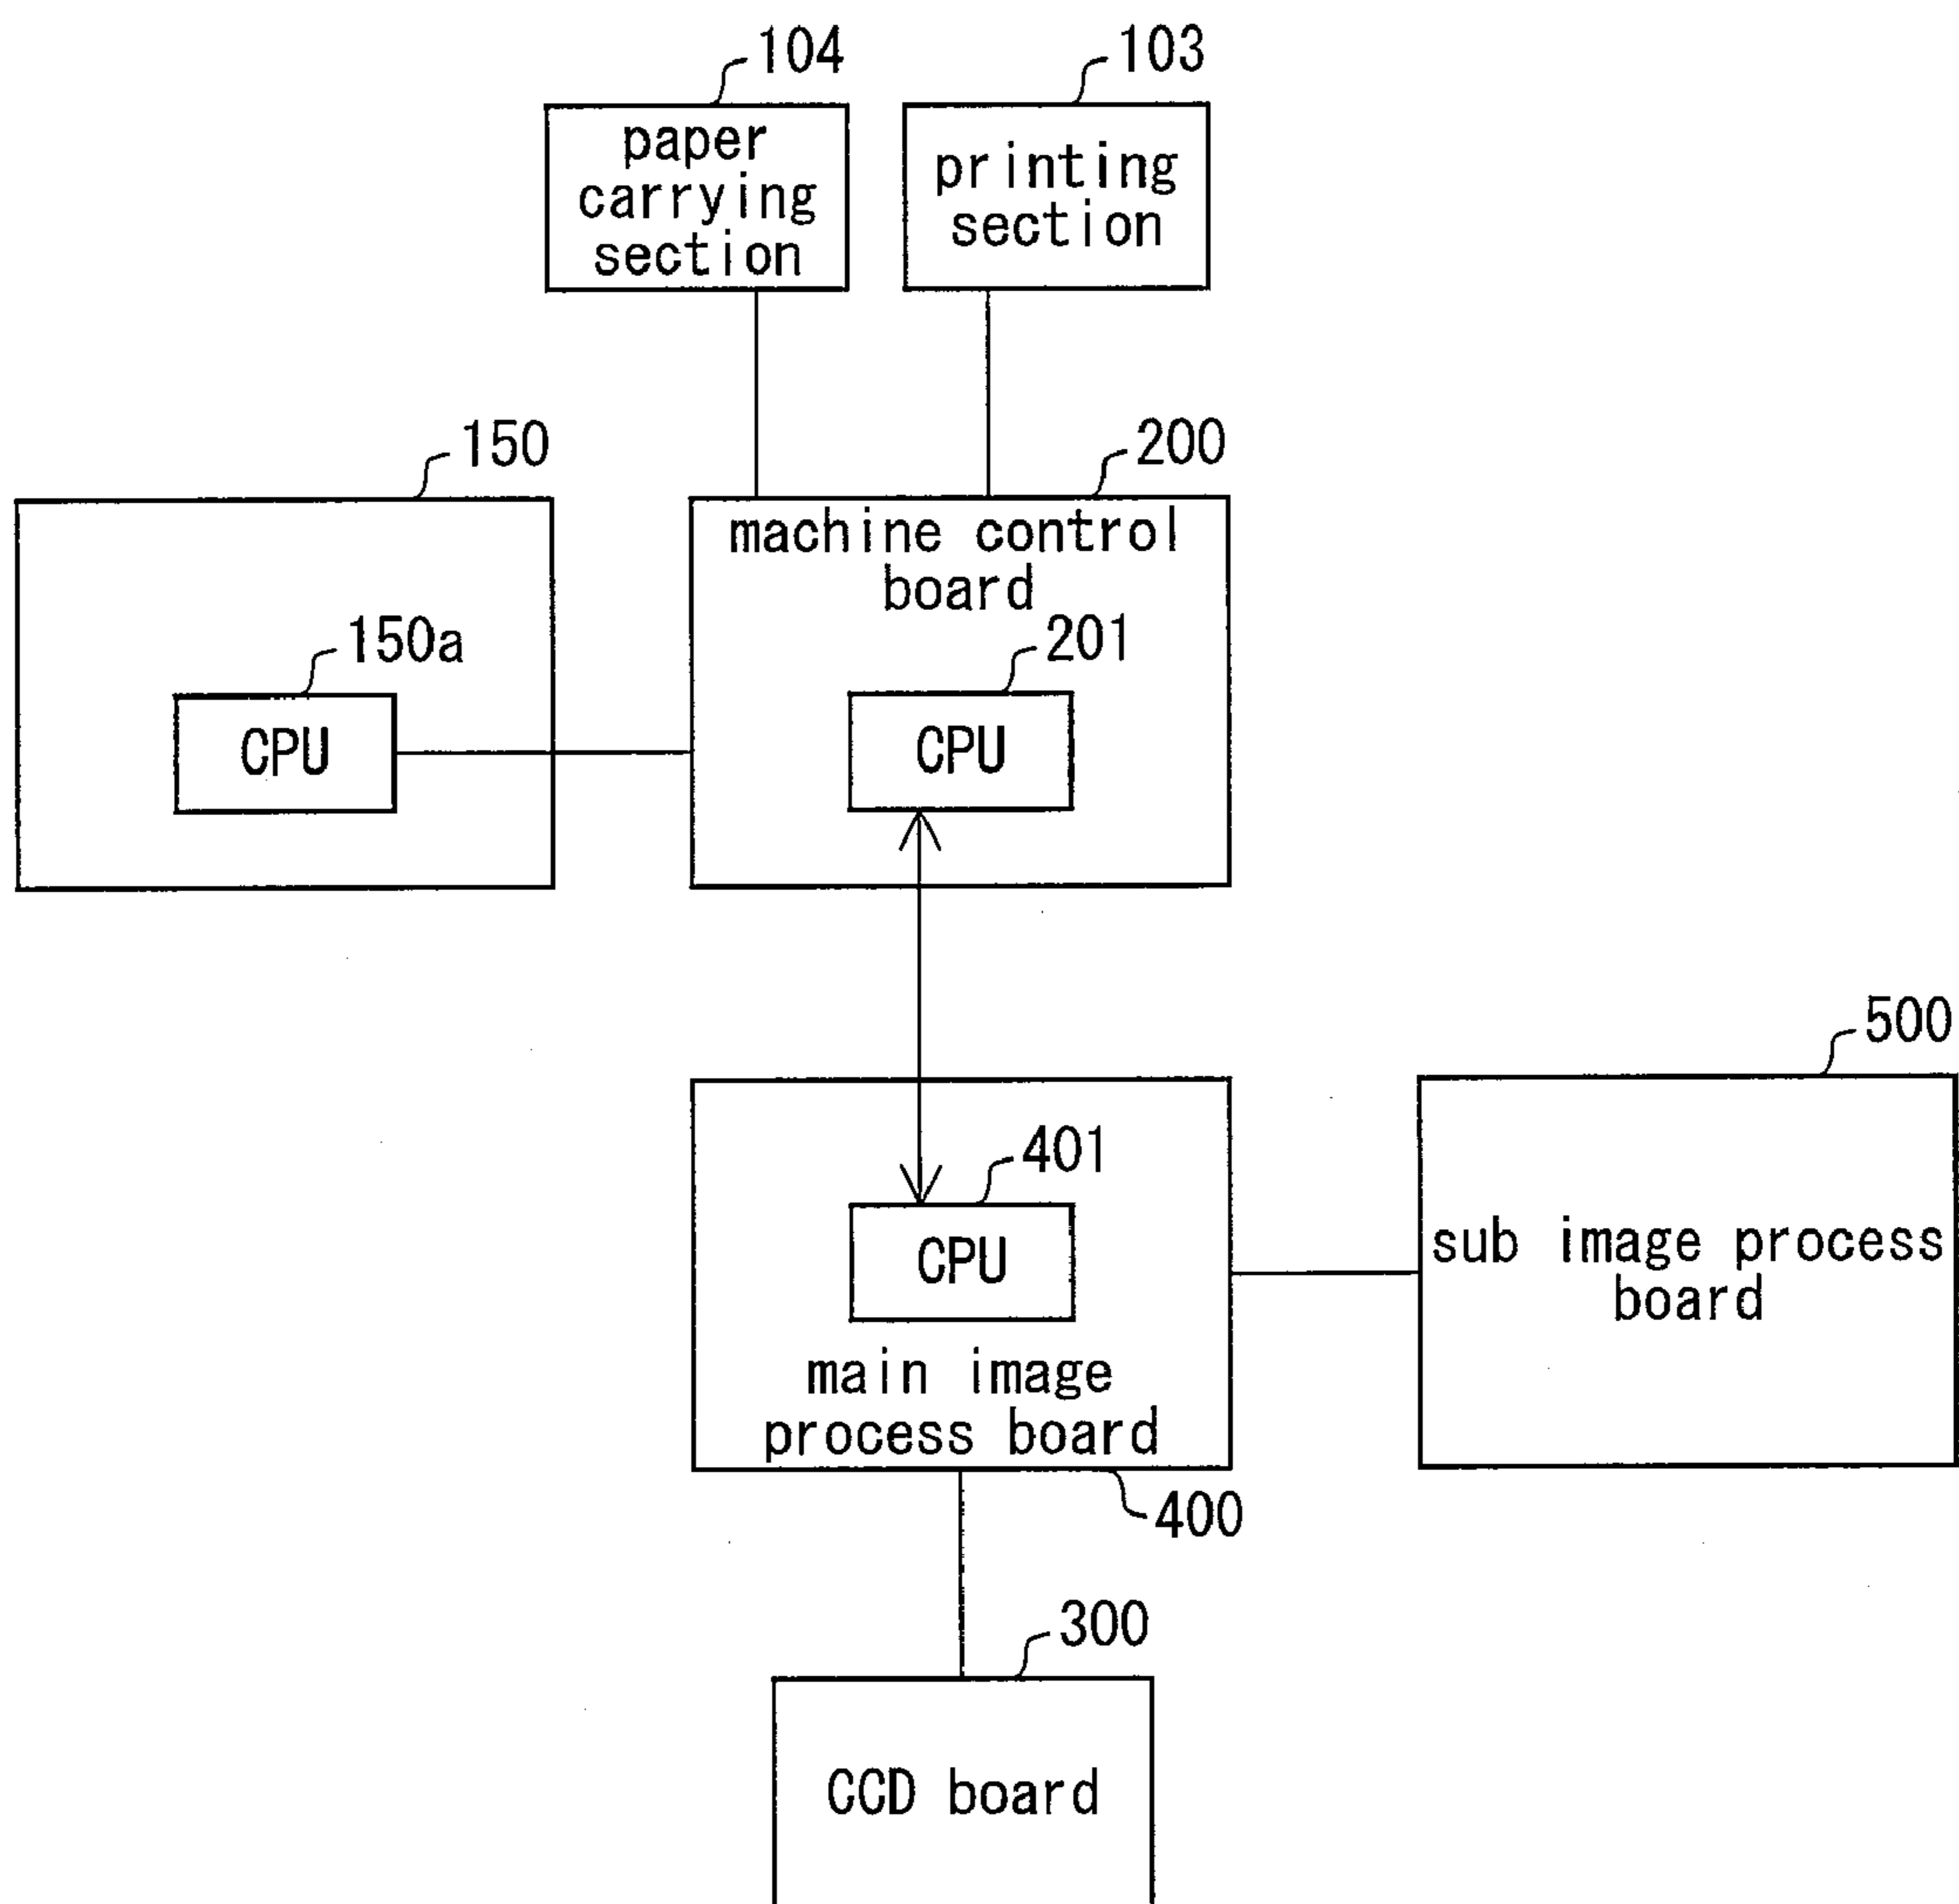 104
103
paper
carrying
section
printing
section
150
200
machine control
board
150a
201
CPU
CPU
500
401
CPU
sub image process
board
main image
process board
400
300
CCD board